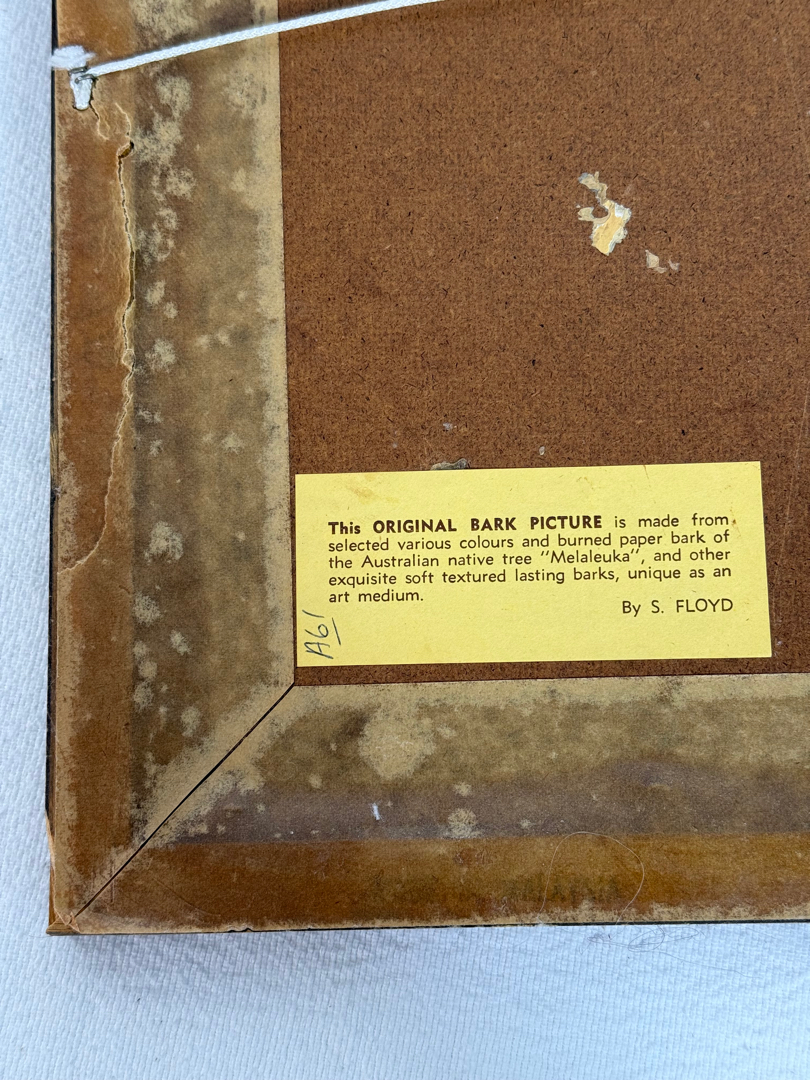 This ORIGINAL BARK PICTURE is made from
selected various colours and burned paper bark of
the Australian native tree "Melaleuka", and other
exquisite soft textured lasting barks, unique as an
art medium.
By S. FLOYD
A61